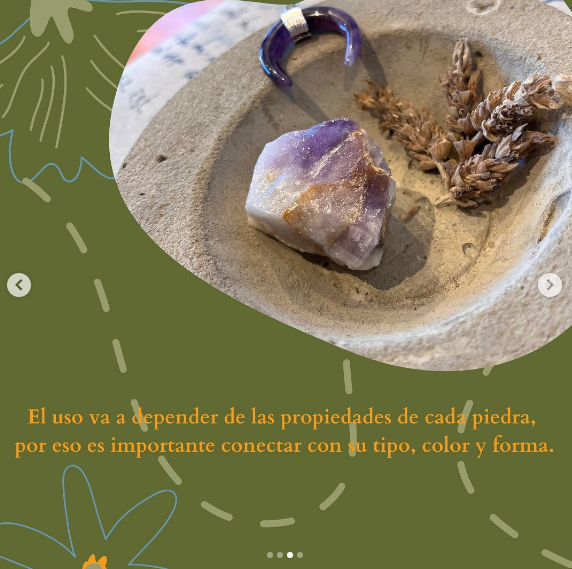 El uso va a depender de las propiedades de cada piedra,
por eso es importante conectar con su tipo, color y forma.